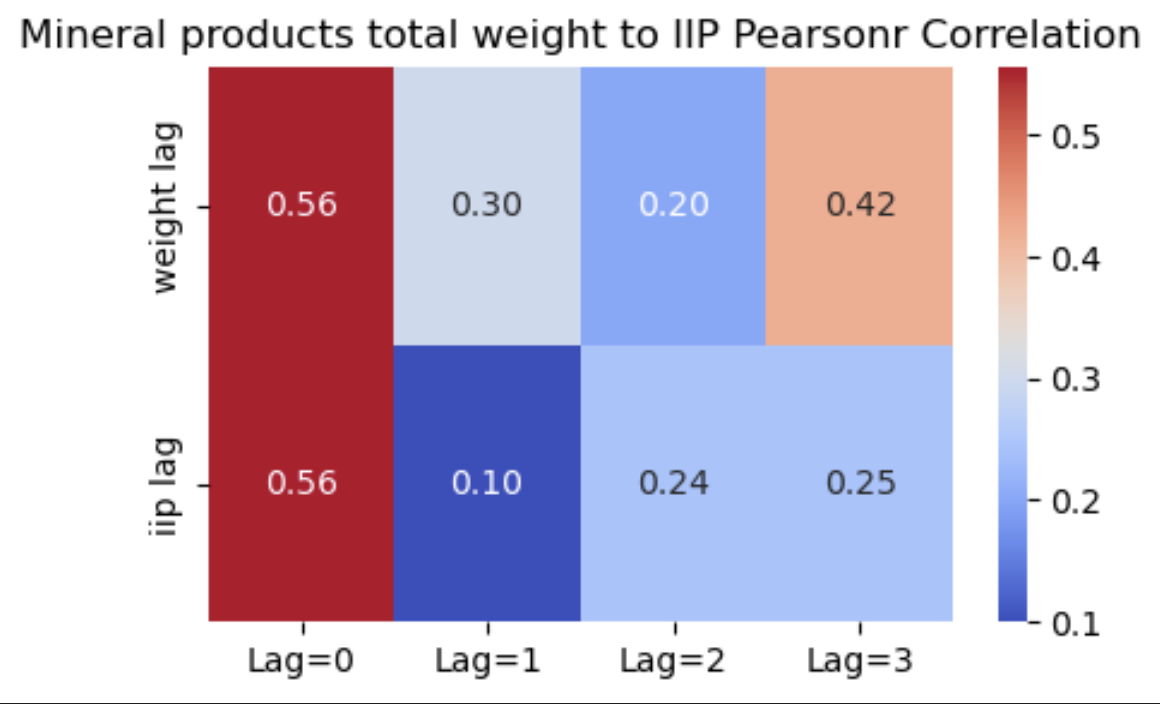 Mineral products total weight to IIP Pearsonr Correlation
weight lag
0.56 0.30 0.20 0.42
iip lag
0.56 0.10 0.24 0.25
Lag=0 Lag=1 Lag=2 Lag=3
0.5
0.4
0.3
0.2
0.1